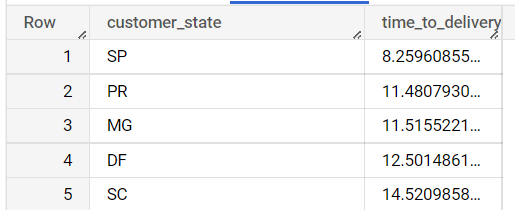 Row customer_state time_to_delivery
1 SP 8.25960855...
2 PR 11.4807930...
3 MG 11.5155221...
4 DF 12.5014861...
5 SC 14.5209858...